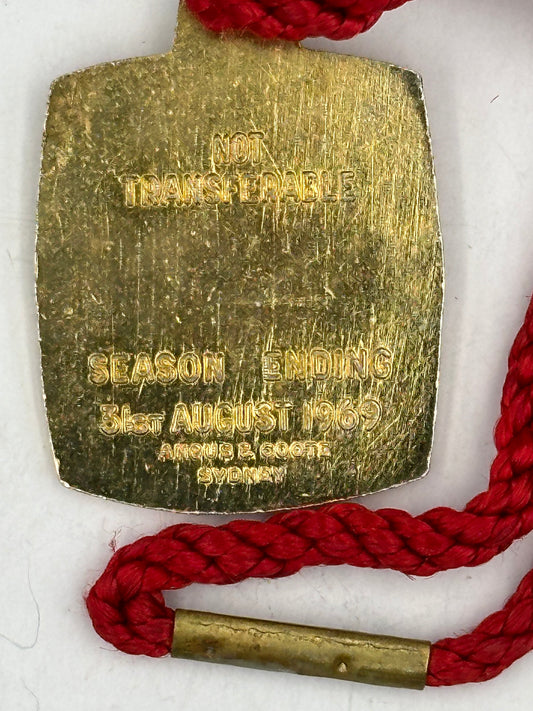 NOT
TRANSFERABLE
SEASON ENDING
31ST AUGUST 1969
ANGUS & COOTE
SYDNEY